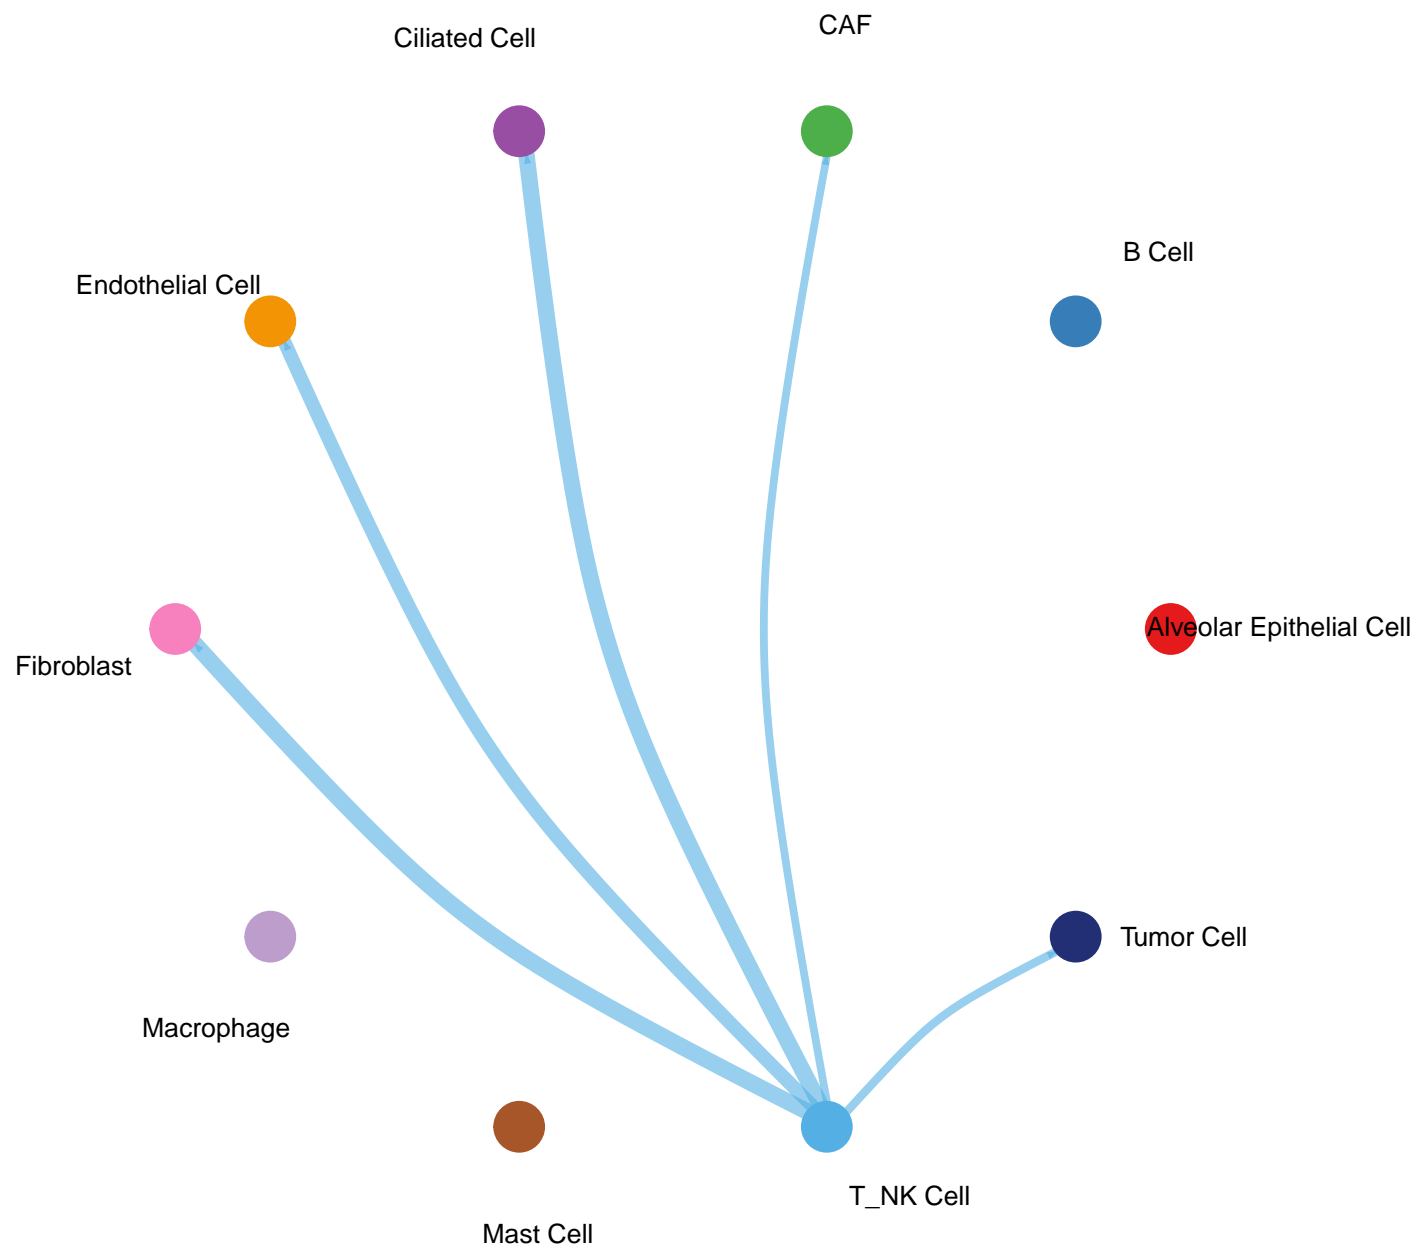 CAF
Ciliated Cell
B Cell
Endothelial Cell
Alveolar Epithelial Cell
Fibroblast
Tumor Cell
Macrophage
T_NK Cell
Mast Cell